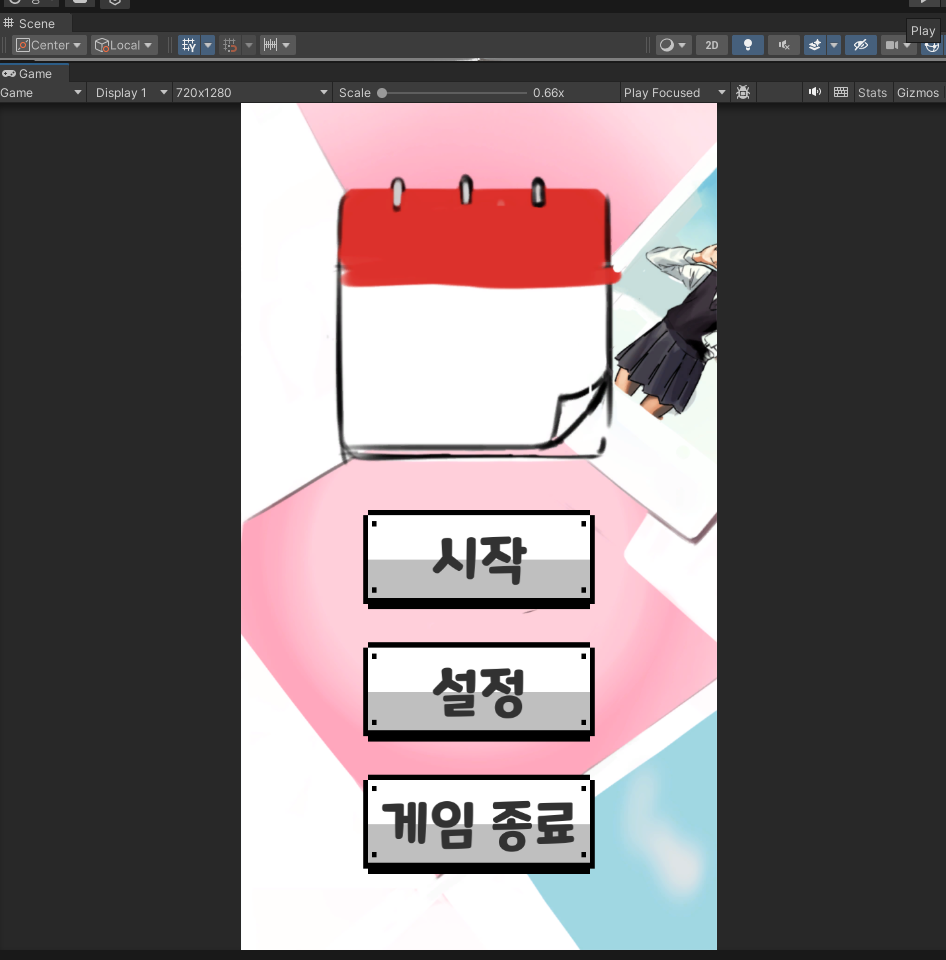 Scene
Center Local 2D Play
Game
Game Display 1 720x1280 Scale 0.66x Play Focused Stats Gizmos
시작
설정
게임 종료